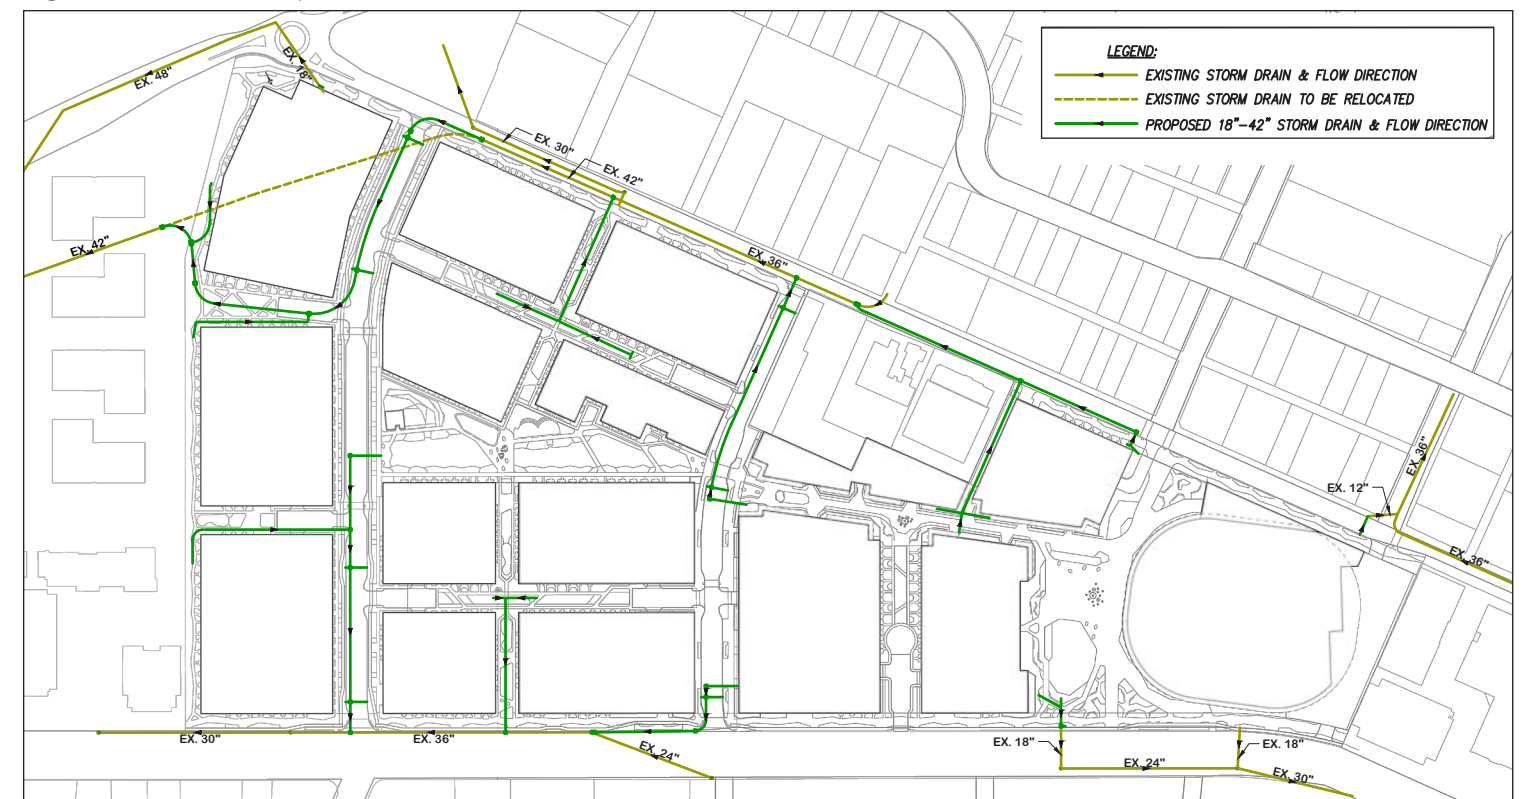 LEGEND:
EXISTING STORM DRAIN & FLOW DIRECTION
EXISTING STORM DRAIN TO BE RELOCATED
PROPOSED 18"-42" STORM DRAIN & FLOW DIRECTION
EX. 48"
EX. 18"
EX. 30"
EX. 42"
EX. 42"
EX. 36"
EX. 36"
EX. 12"
EX. 36"
EX. 30"
EX. 36"
EX. 24"
EX. 18"
EX. 18"
EX. 24"
EX. 30"